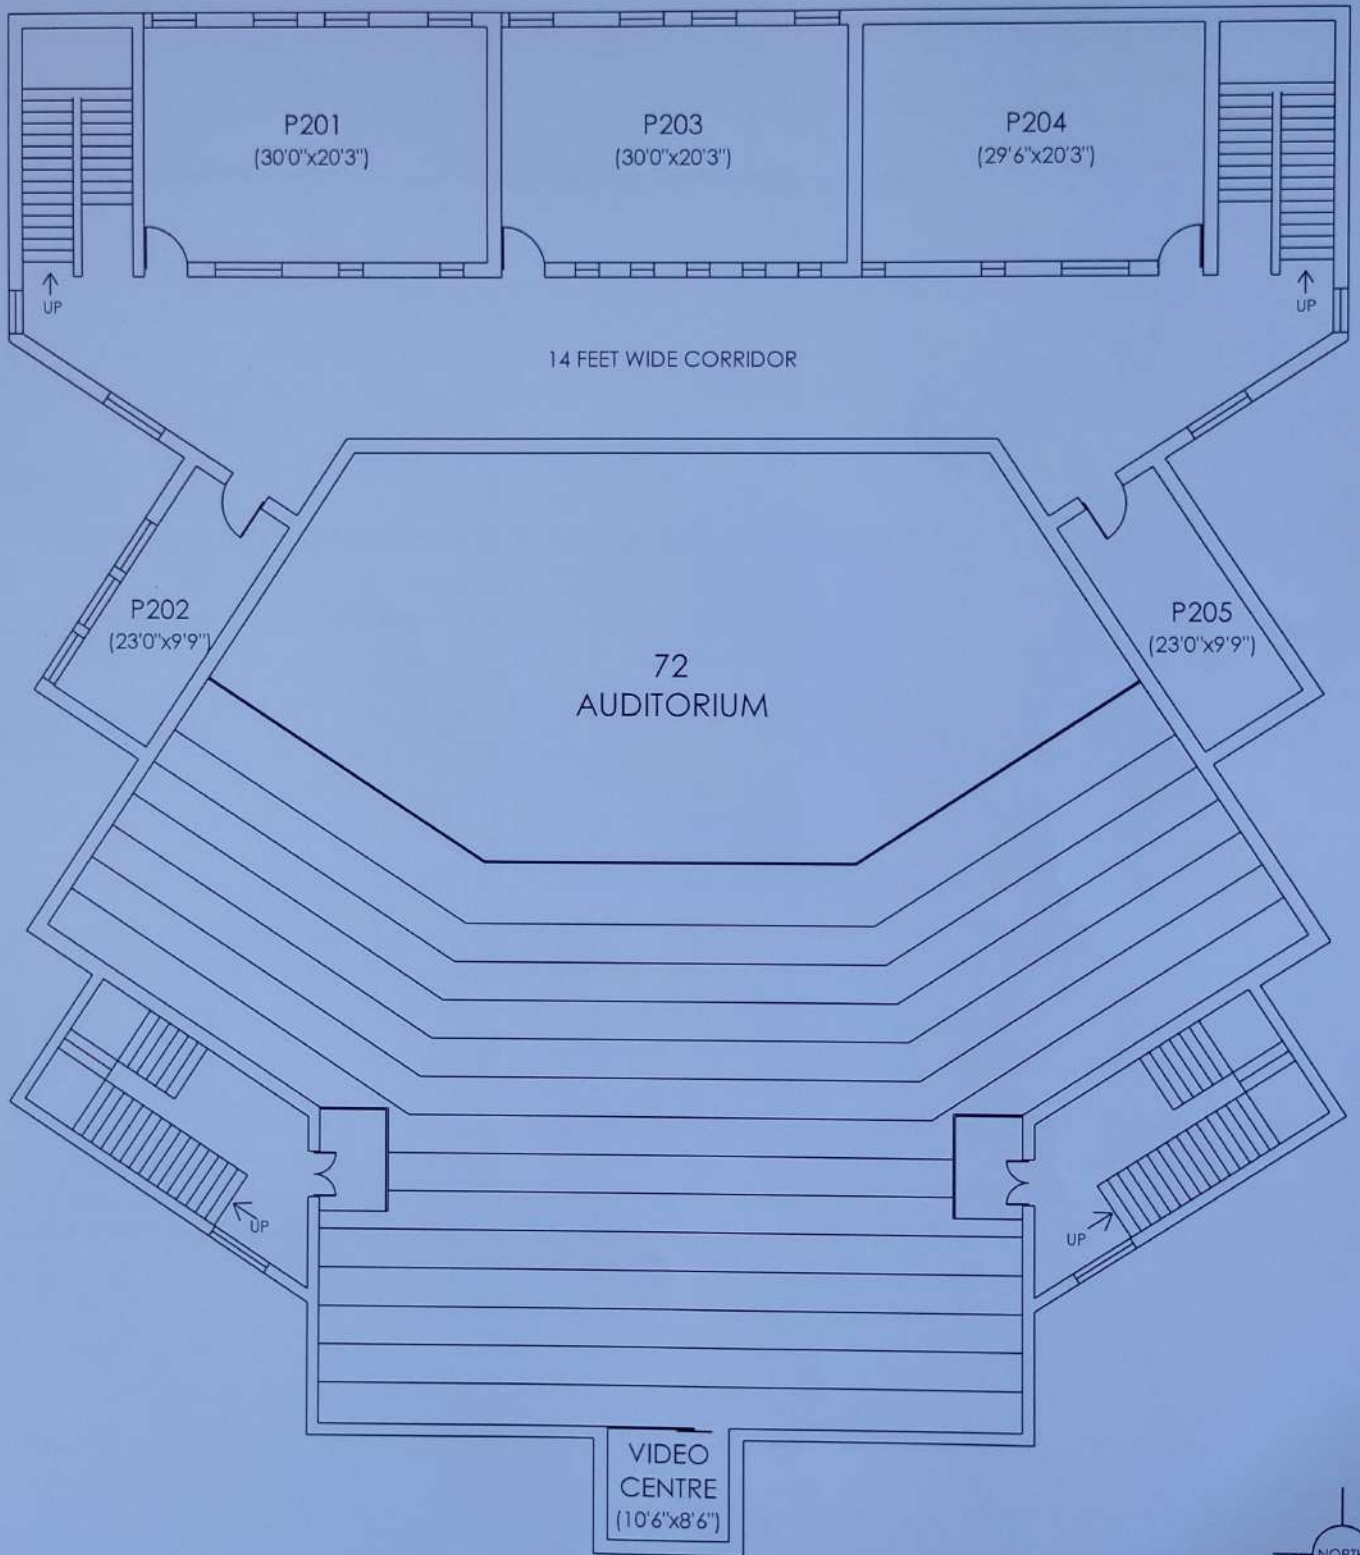 P201
(30'0"x20'3")
P203
(30'0"x20'3")
P204
(29'6"x20'3")
UP
UP
14 FEET WIDE CORRIDOR
P202
(23'0"x9'9")
P205
(23'0"x9'9")
72
AUDITORIUM
UP
UP
VIDEO
CENTRE
(10'6"x8'6")
NORTH